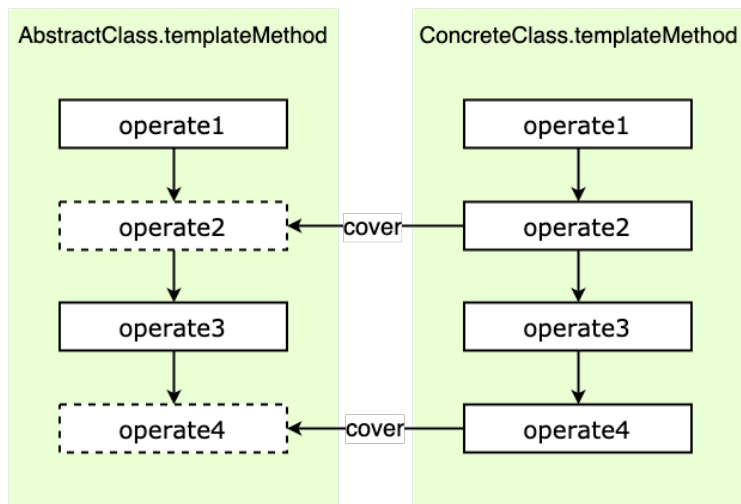 AbstractClass.templateMethod
operate1
operate2
operate3
operate4
cover
cover
ConcreteClass.templateMethod
operate1
operate2
operate3
operate4